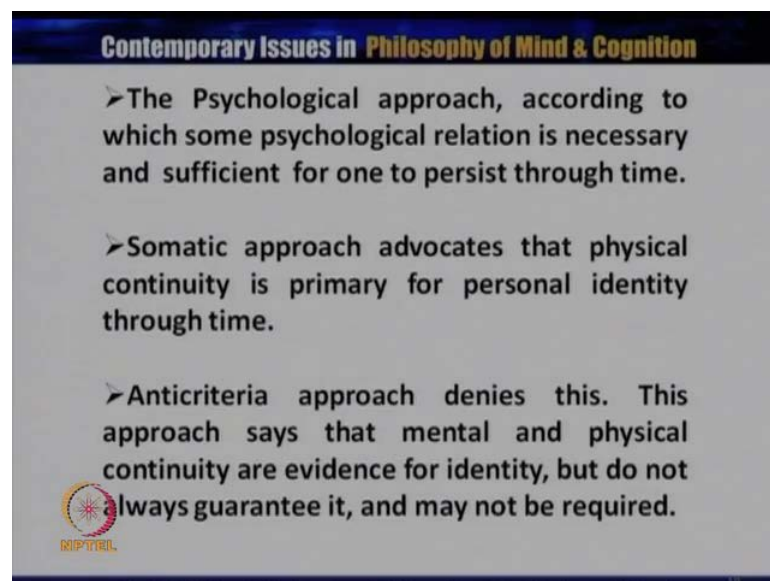 Contemporary Issues in Philosophy of Mind & Cognition
➢The Psychological approach, according to
which some psychological relation is necessary
and sufficient for one to persist through time.
➢Somatic approach advocates that physical
continuity is primary for personal identity
through time.
➢Anticriteria approach denies this. This
approach says that mental and physical
continuity are evidence for identity, but do not
always guarantee it, and may not be required.
NPTEL